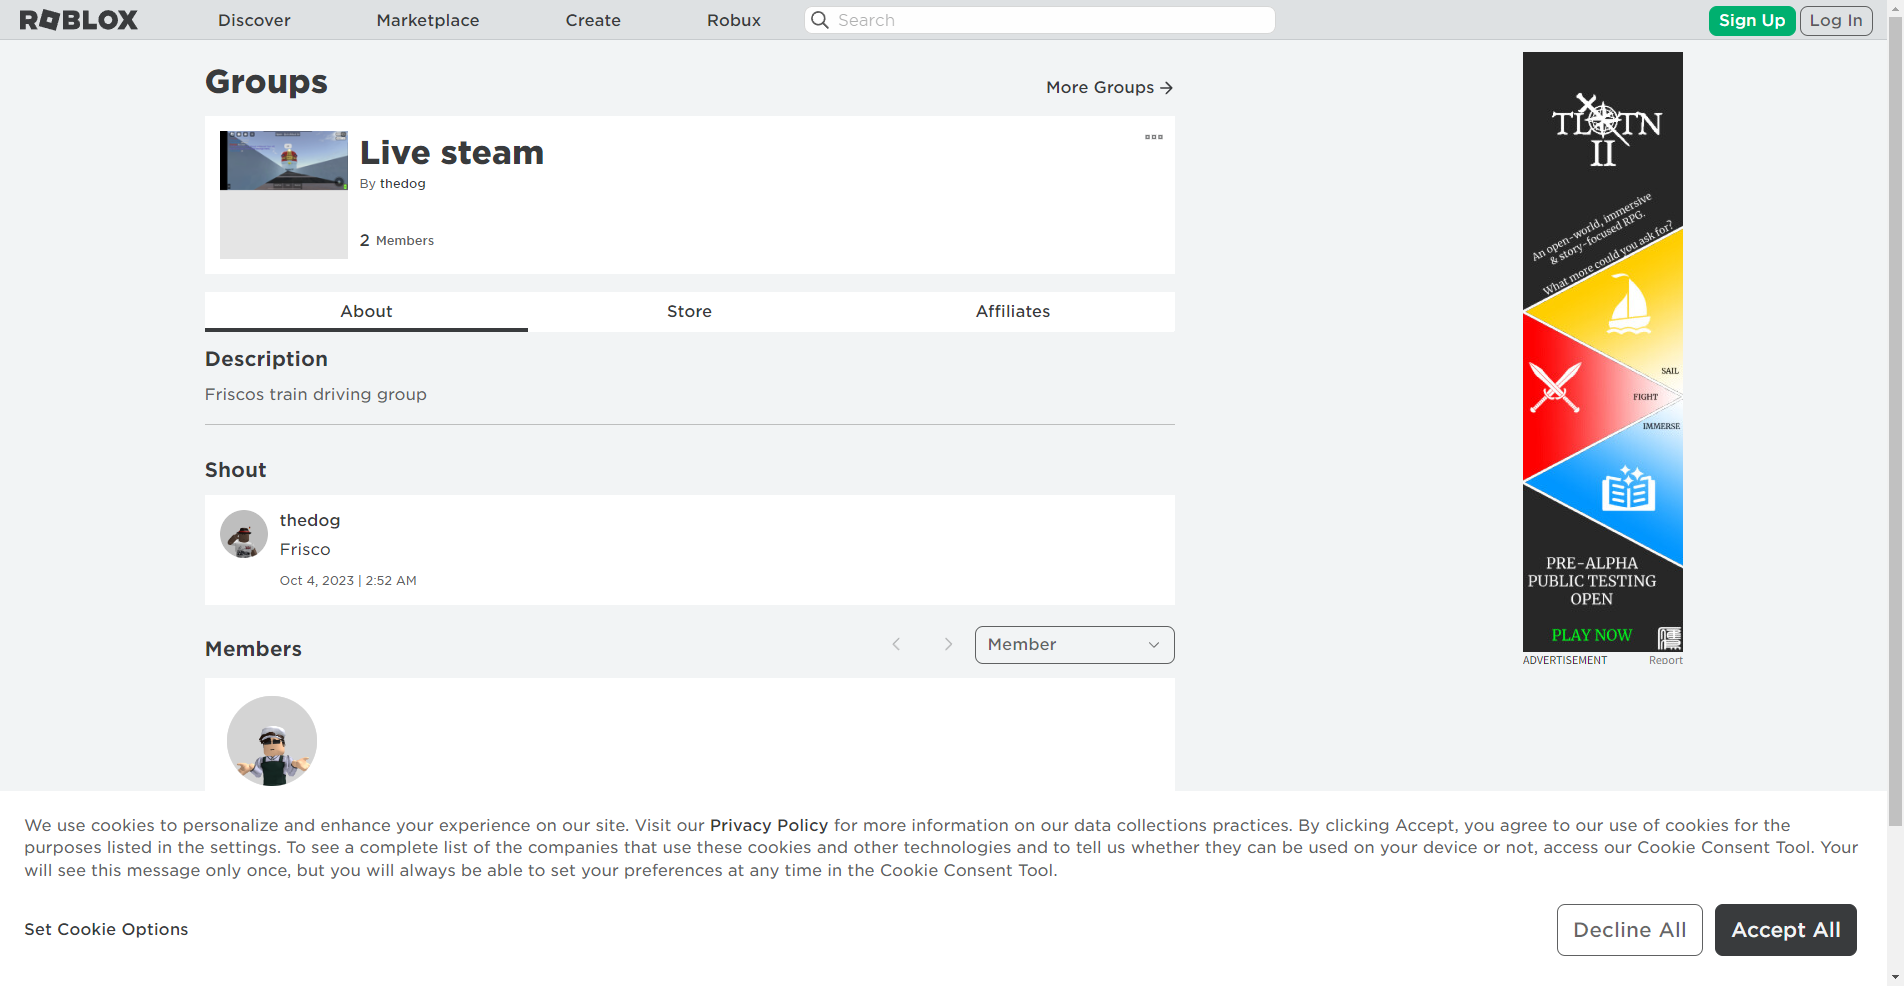 ROBLOX
Discover
Marketplace
Create
Robux
Search
Sign Up
Log In
Groups
More Groups
Live steam
By thedog
2 Members
About
Store
Affiliates
Description
Friscos train driving group
Shout
thedog
Frisco
Oct 4, 2023 | 2:52 AM
Members
Member
TLOTN
II
An open-world, immersive
& story-focused RPG.
What more could you ask for?
SAIL
FIGHT
IMMERSE
PRE-ALPHA
PUBLIC TESTING
OPEN
PLAY NOW
ADVERTISEMENT
Report
We use cookies to personalize and enhance your experience on our site. Visit our Privacy Policy for more information on our data collections practices. By clicking Accept, you agree to our use of cookies for the
purposes listed in the settings. To see a complete list of the companies that use these cookies and other technologies and to tell us whether they can be used on your device or not, access our Cookie Consent Tool. Your
will see this message only once, but you will always be able to set your preferences at any time in the Cookie Consent Tool.
Set Cookie Options
Decline All
Accept All